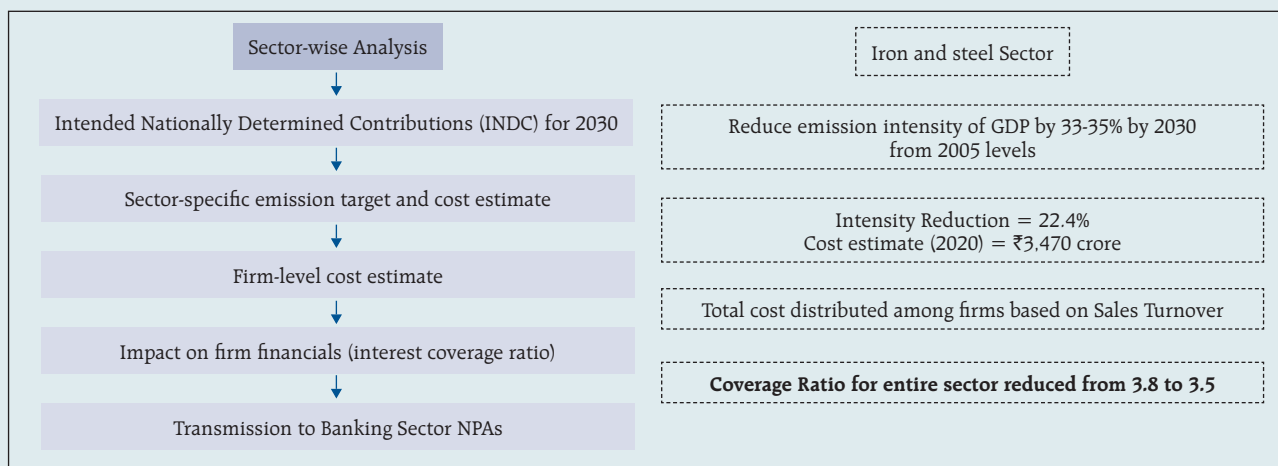 Sector-wise Analysis
Intended Nationally Determined Contributions (INDC) for 2030
Sector-specific emission target and cost estimate
Firm-level cost estimate
Impact on firm financials (interest coverage ratio)
Transmission to Banking Sector NPAs
Iron and steel Sector
Reduce emission intensity of GDP by 33-35% by 2030
from 2005 levels
Intensity Reduction = 22.4%
Cost estimate (2020) = ₹3,470 crore
Total cost distributed among firms based on Sales Turnover
Coverage Ratio for entire sector reduced from 3.8 to 3.5